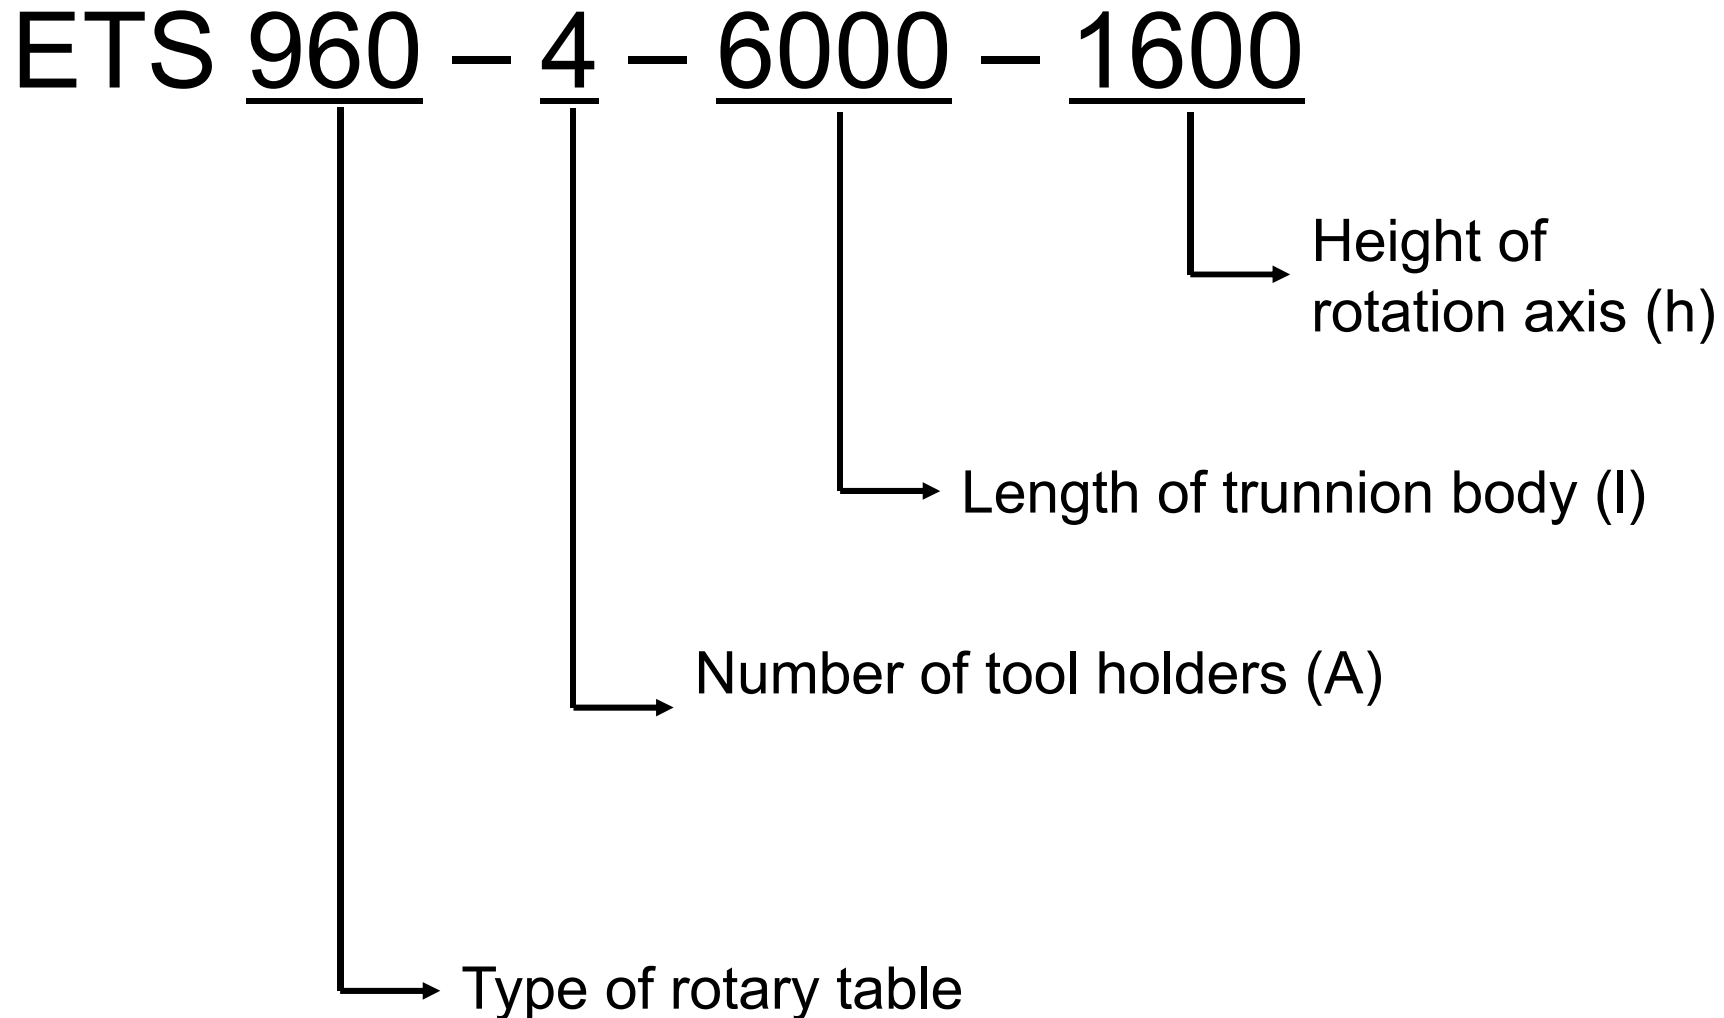 ETS 960 – 4 – 6000 – 1600
Height of
rotation axis (h)
Length of trunnion body (l)
Number of tool holders (A)
Type of rotary table